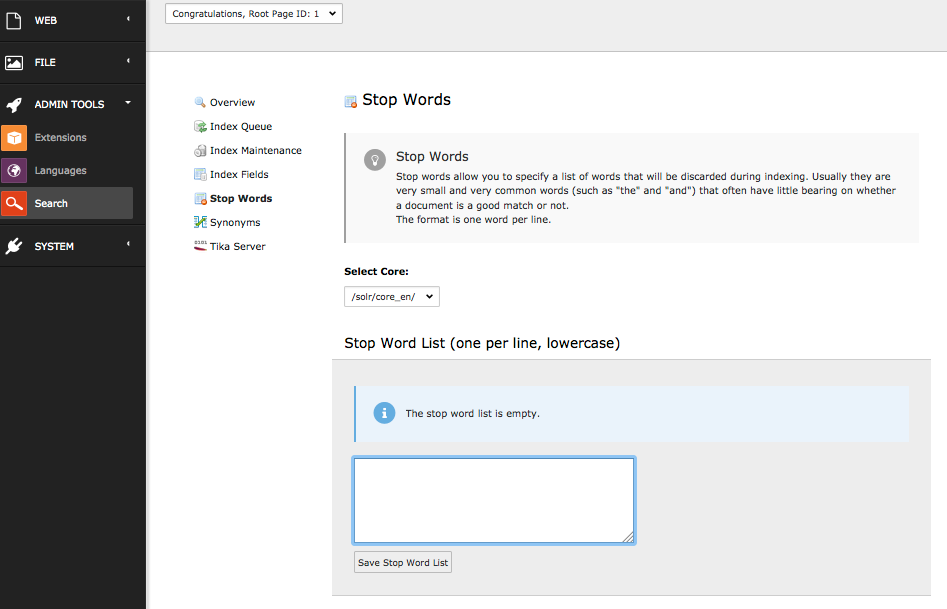 Congratulations, Root Page ID: 1
WEB
FILE
ADMIN TOOLS
Extensions
Languages
Search
SYSTEM
Overview
Index Queue
Index Maintenance
Index Fields
Stop Words
Synonyms
0101
Tika Server
Stop Words
Stop Words
Stop words allow you to specify a list of words that will be discarded during indexing. Usually they are
very small and very common words (such as "the" and "and") that often have little bearing on whether
a document is a good match or not.
The format is one word per line.
Select Core:
/solr/core_en/
Stop Word List (one per line, lowercase)
The stop word list is empty.
Save Stop Word List